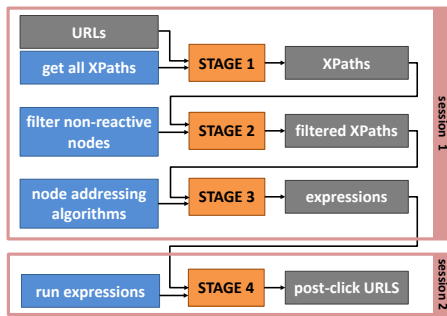 URLs
get all XPaths
STAGE 1
XPaths
filter non-reactive
nodes
STAGE 2
filtered XPaths
node addressing
algorithms
STAGE 3
expressions
session 1
run expressions
STAGE 4
post-click URLS
session 2